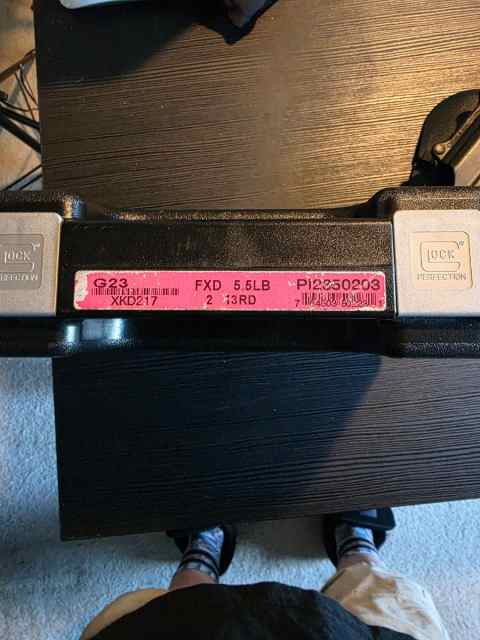 GLOCK
PERFECTION
G23 FXD 5.5LB PI2350203
XKD217 2 13RD
GLOCK
PERFECTION